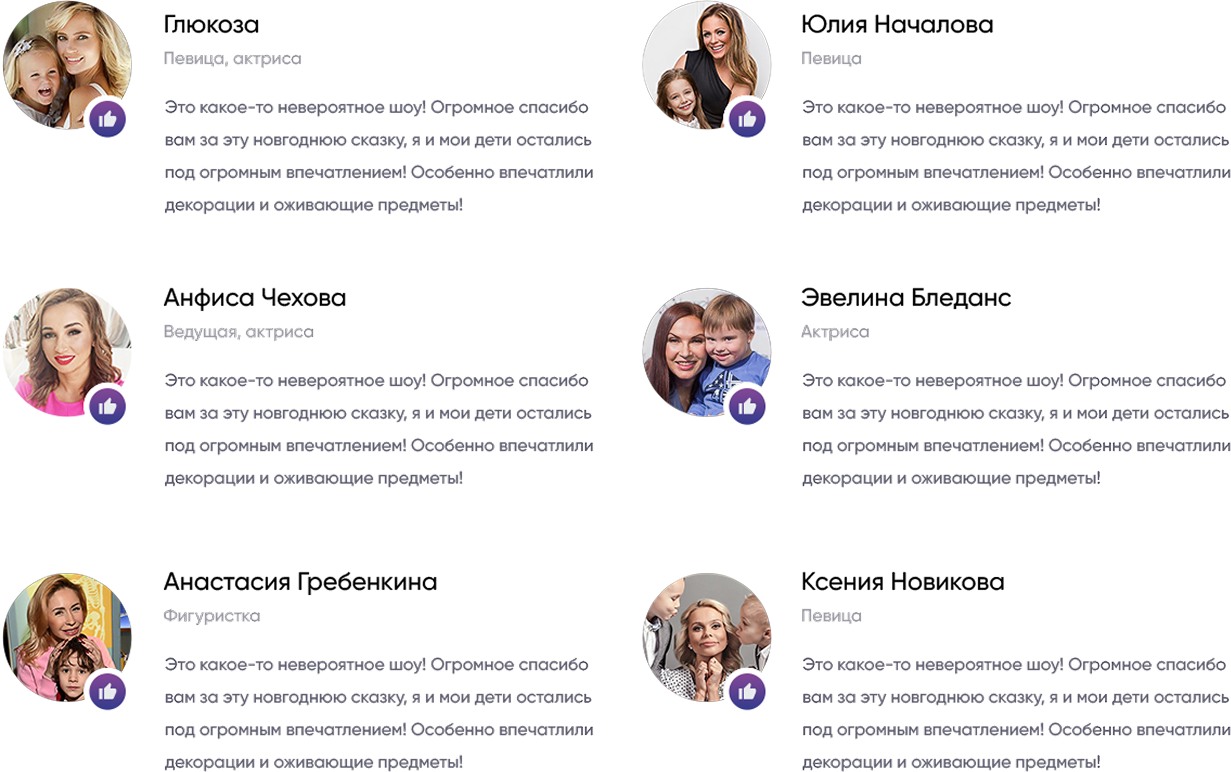 Глюкоза
Певица, актриса
Это какое-то невероятное шоу! Огромное спасибо
вам за эту новгоднюю сказку, я и мои дети остались
под огромным впечатлением! Особенно впечатлили
декорации и оживающие предметы!
Юлия Началова
Певица
Это какое-то невероятное шоу! Огромное спасибо
вам за эту новгоднюю сказку, я и мои дети остались
под огромным впечатлением! Особенно впечатлили
декорации и оживающие предметы!
Анфиса Чехова
Ведущая, актриса
Это какое-то невероятное шоу! Огромное спасибо
вам за эту новгоднюю сказку, я и мои дети остались
под огромным впечатлением! Особенно впечатлили
декорации и оживающие предметы!
Эвелина Бледанс
Актриса
Это какое-то невероятное шоу! Огромное спасибо
вам за эту новгоднюю сказку, я и мои дети остались
под огромным впечатлением! Особенно впечатлили
декорации и оживающие предметы!
Анастасия Гребенкина
Фигуристка
Это какое-то невероятное шоу! Огромное спасибо
вам за эту новгоднюю сказку, я и мои дети остались
под огромным впечатлением! Особенно впечатлили
декорации и оживающие предметы!
Ксения Новикова
Певица
Это какое-то невероятное шоу! Огромное спасибо
вам за эту новгоднюю сказку, я и мои дети остались
под огромным впечатлением! Особенно впечатлили
декорации и оживающие предметы!